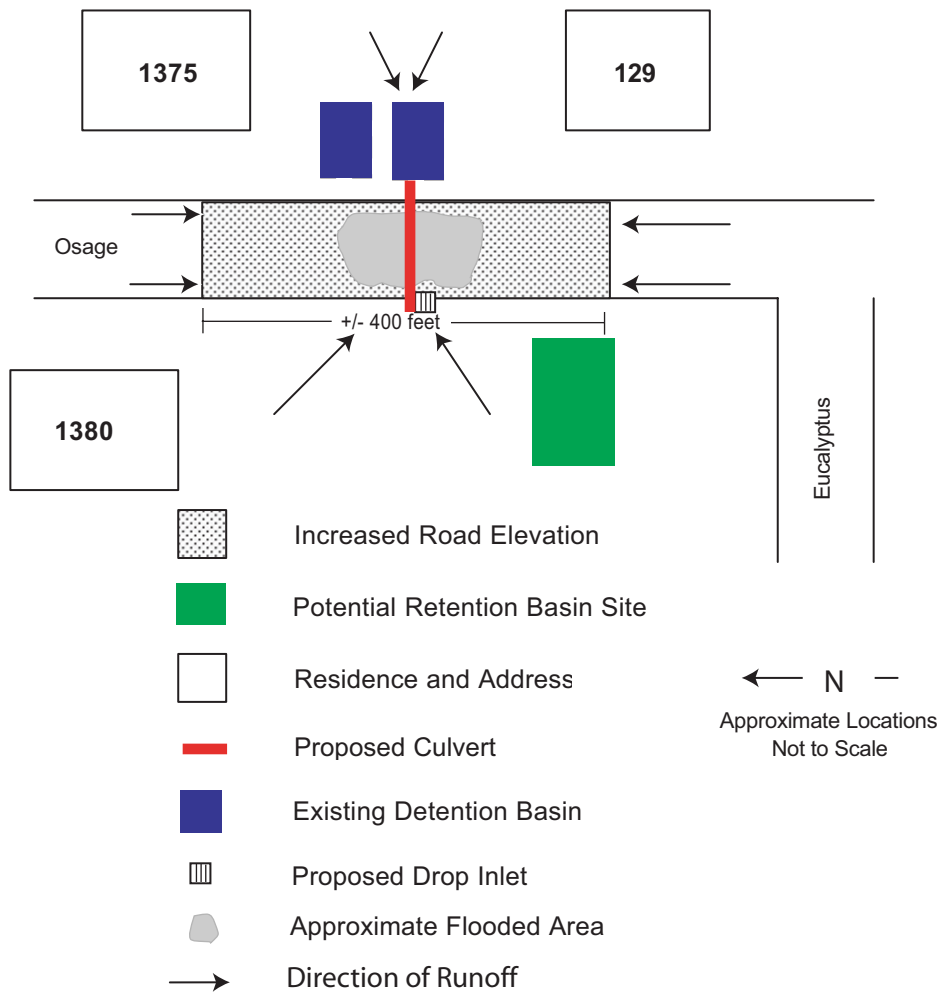 1375
129
Osage
+/- 400 feet
1380
Eucalyptus
Increased Road Elevation
Potential Retention Basin Site
Residence and Address
Proposed Culvert
Existing Detention Basin
Proposed Drop Inlet
Approximate Flooded Area
Direction of Runoff
N
Approximate Locations
Not to Scale